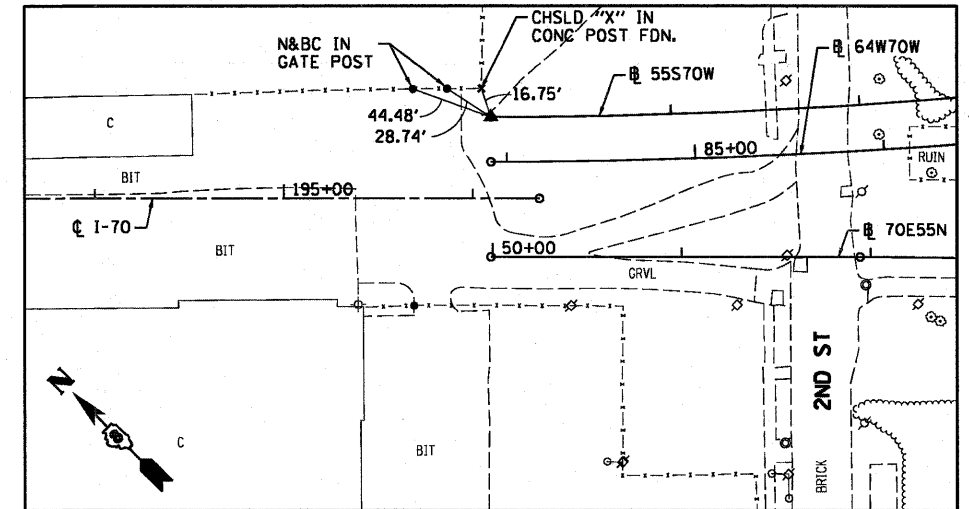 CHSLD "X" IN
CONC POST FDN.
N&BC IN
GATE POST
℄ 64W70W
℄ 55S70W
16.75'
44.48'
28.74'
C
85+00
RUIN
BIT
195+00
℄ I-70
℄ 70E55N
50+00
BIT
GRVL
2ND ST
N
C
BIT
BRICK